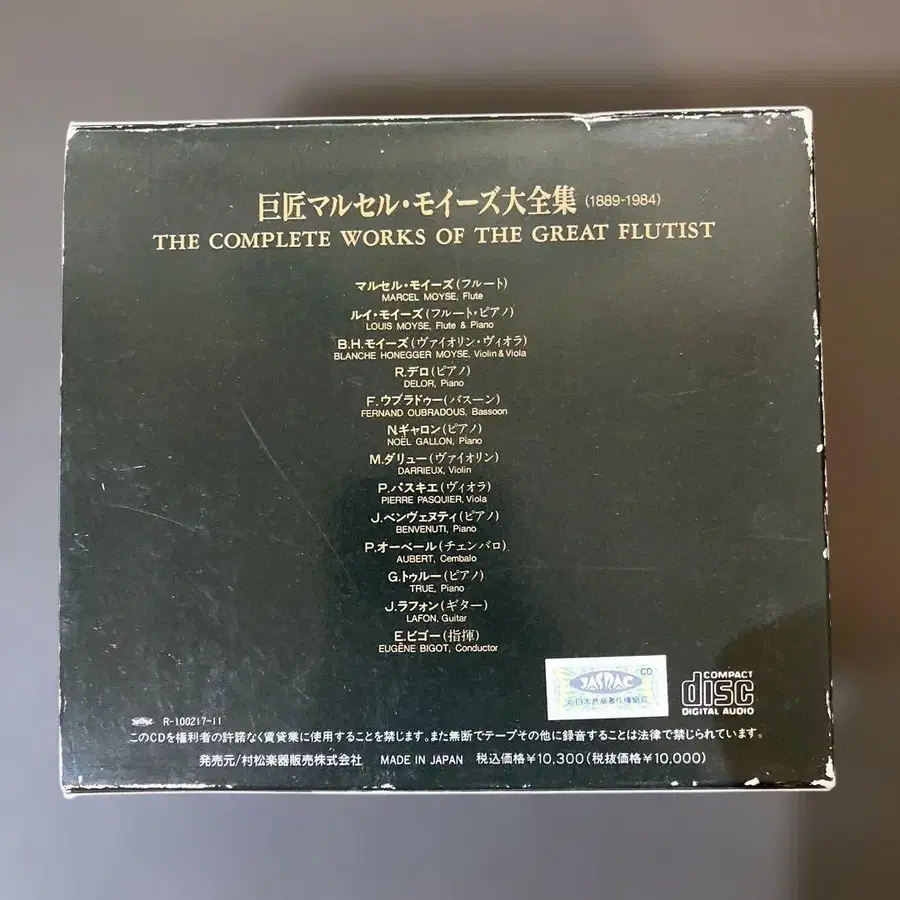 巨匠マルセル・モイーズ大全集 (1889-1984)
THE COMPLETE WORKS OF THE GREAT FLUTIST
マルセル・モイーズ(フルート)
MARCEL MOYSE, Flute
ルイ・モイーズ(フルート・ピアノ)
LOUIS MOYSE, Flute & Piano
B.H.モイーズ(ヴァイオリン・ヴィオラ)
BLANCHE HONEGGER MOYSE, Violin & Viola
R.デロ(ピアノ)
DELOR, Piano
F.ウブラドゥー(バスーン)
FERNAND OUBRADOUS, Bassoon
N.ギャロン(ピアノ)
NOËL GALLON, Piano
M.ダリュー(ヴァイオリン)
DARRIEUX, Violin
P.パスキエ(ヴィオラ)
PIERRE PASQUIER, Viola
J.ベンヴェヌティ(ピアノ)
BENVENUTI, Piano
P.オーベール(チェンバロ)
AUBERT, Cembalo
G.トゥルー(ピアノ)
TRUE, Piano
J.ラフォン(ギター)
LAFON, Guitar
E.ビゴー(指揮)
EUGÈNE BIGOT, Conductor
CD
JASRAC
日本音楽著作権協会
COMPACT
disc
DIGITAL AUDIO
JASRAC R-100217-11
このCDを権利者の許諾なく賃貸業に使用することを禁じます。また無断でテープその他に録音することは法律で禁じられています。
発売元/村松楽器販売株式会社 MADE IN JAPAN 税込価格¥10,300(税抜価格¥10,000)